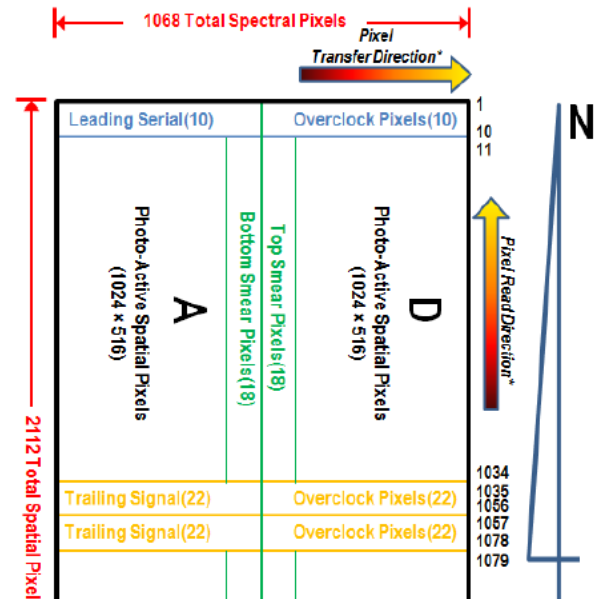 1068 Total Spectral Pixels
Pixel
Transfer Direction*
Leading Serial(10)
Overclock Pixels(10)
1
10
11
N
Photo-Active Spatial Pixels
(1024 × 516)
A
Bottom Smear Pixels(18)
Top Smear Pixels(18)
Photo-Active Spatial Pixels
(1024 × 516)
D
Pixel Read Direction*
2112 Total Spatial Pixels
1034
Trailing Signal(22)
Overclock Pixels(22)
1035
1056
Trailing Signal(22)
Overclock Pixels(22)
1057
1078
1079